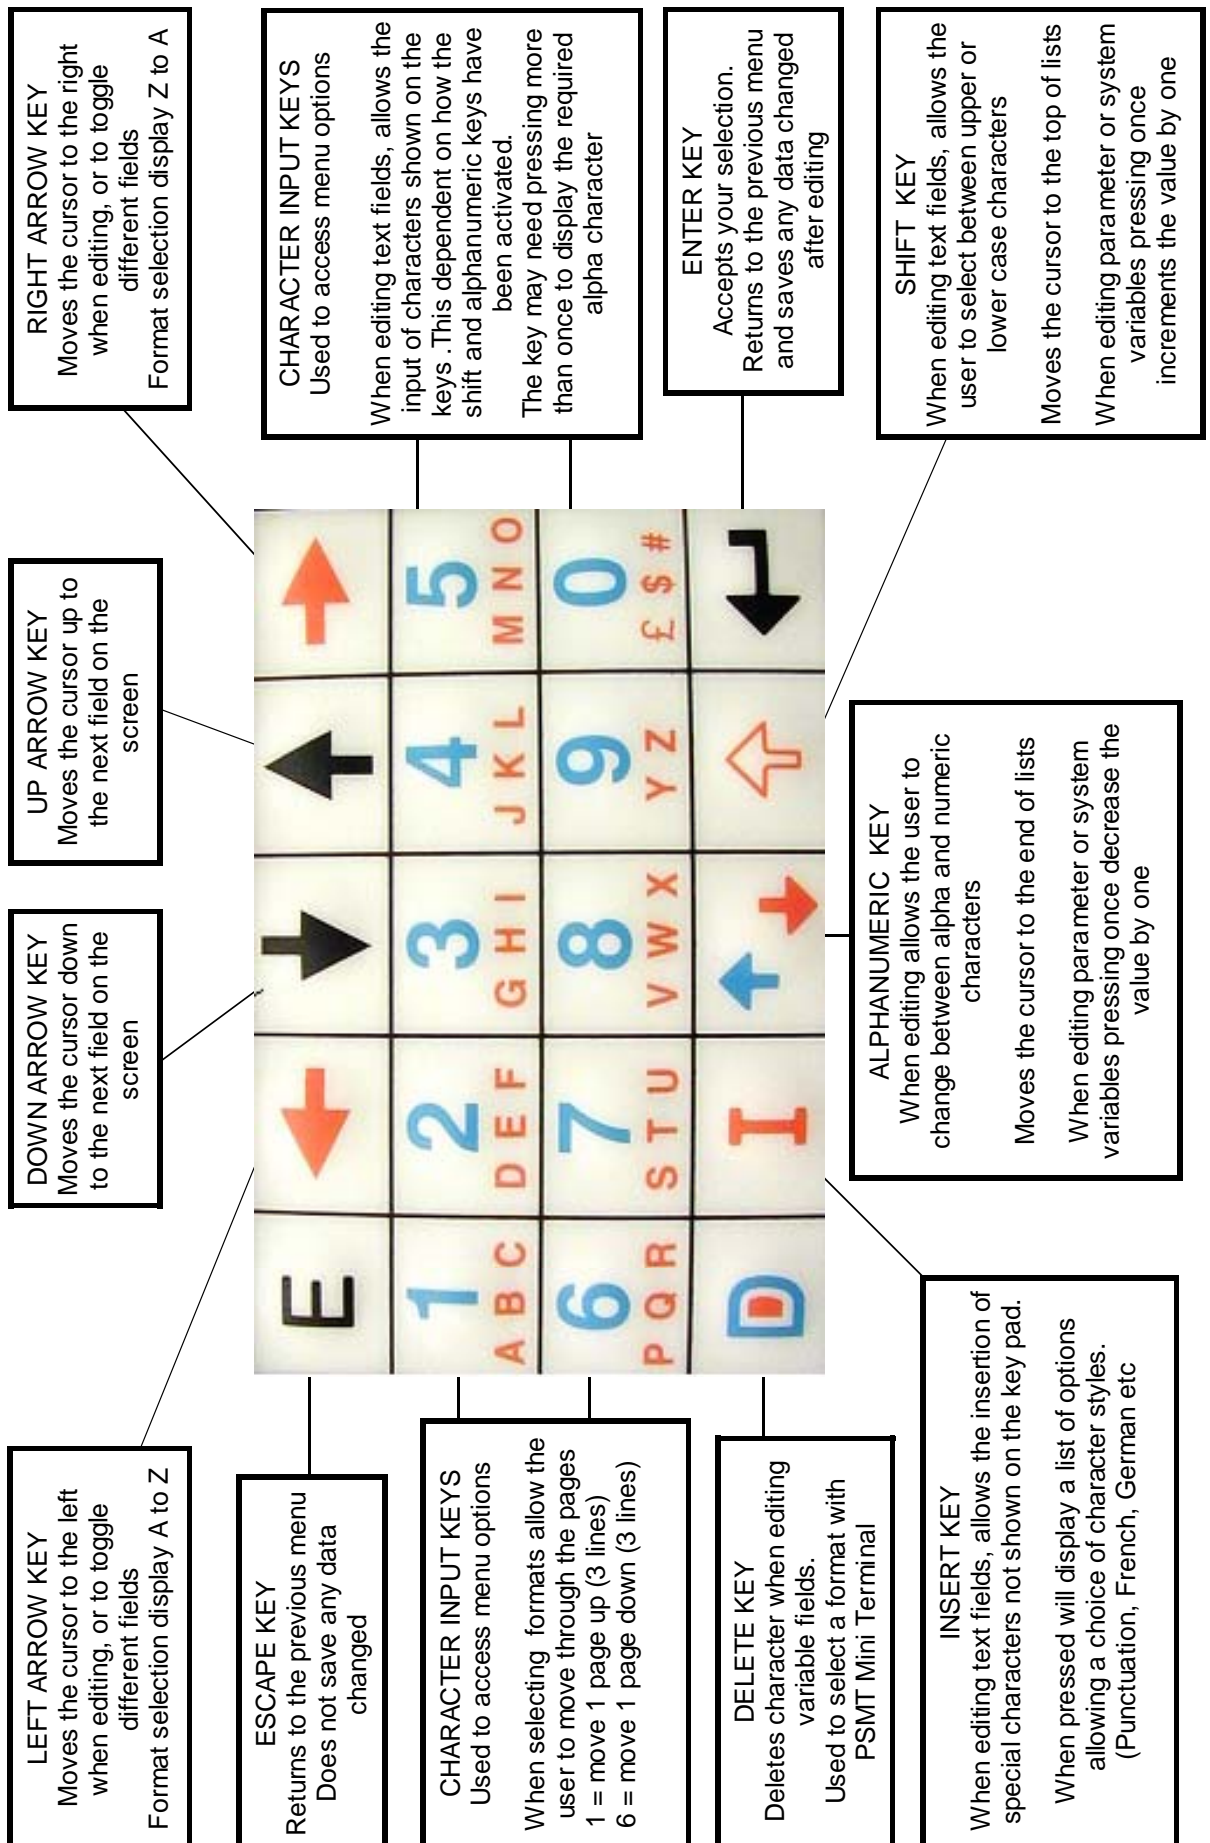 LEFT ARROW KEY
Moves the cursor to the left
when editing, or to toggle
different fields
Format selection display A to Z
DOWN ARROW KEY
Moves the cursor down
to the next field on the
screen
UP ARROW KEY
Moves the cursor up to
the next field on the
screen
RIGHT ARROW KEY
Moves the cursor to the right
when editing, or to toggle
different fields
Format selection display Z to A
ESCAPE KEY
Returns to the previous menu
Does not save any data
changed
CHARACTER INPUT KEYS
Used to access menu options
When selecting formats allow the
user to move through the pages
1 = move 1 page up (3 lines)
6 = move 1 page down (3 lines)
DELETE KEY
Deletes character when editing
variable fields.
Used to select a format with
PSMT Mini Terminal
E
1 2 3 4 5
A B C D E F G H I J K L M N O
6 7 8 9 0
P Q R S T U V W X Y Z £ $ #
D I
CHARACTER INPUT KEYS
Used to access menu options
When editing text fields, allows the
input of characters shown on the
keys .This dependent on how the
shift and alphanumeric keys have
been activated.
The key may need pressing more
than once to display the required
alpha character
ENTER KEY
Accepts your selection.
Returns to the previous menu
and saves any data changed
after editing
INSERT KEY
When editing text fields, allows the insertion of
special characters not shown on the key pad.
When pressed will display a list of options
allowing a choice of character styles.
(Punctuation, French, German etc
ALPHANUMERIC KEY
When editing allows the user to
change between alpha and numeric
characters
Moves the cursor to the end of lists
When editing parameter or system
variables pressing once decrease the
value by one
SHIFT KEY
When editing text fields, allows the
user to select between upper or
lower case characters
Moves the cursor to the top of lists
When editing parameter or system
variables pressing once
increments the value by one